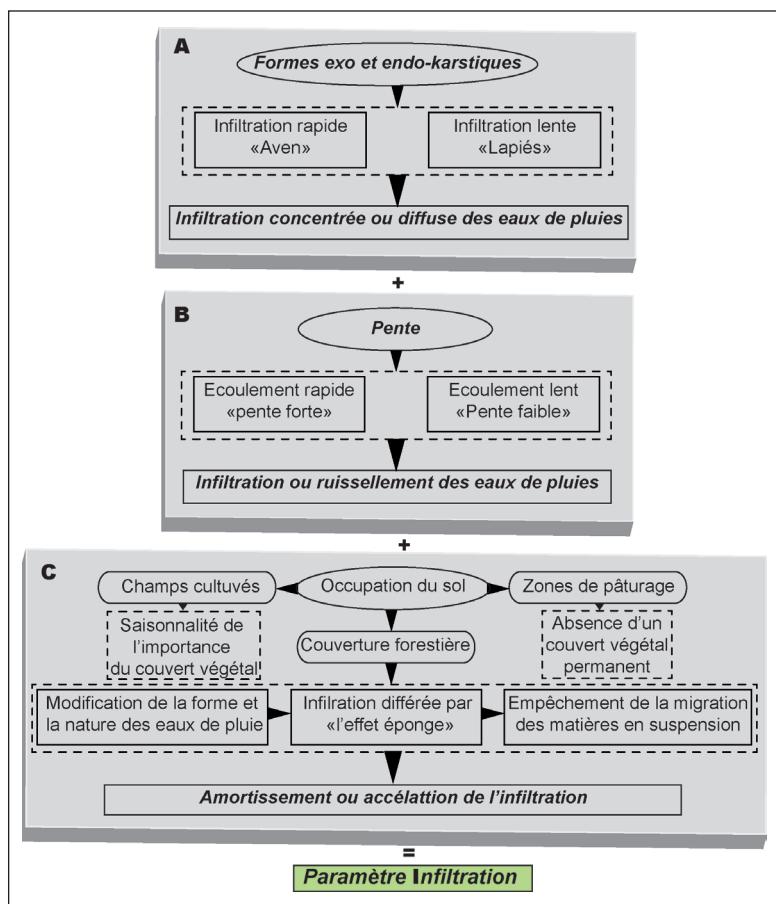 A
Formes exo et endo-karstiques
Infiltration rapide
«Aven»
Infiltration lente
«Lapiés»
Infiltration concentrée ou diffuse des eaux de pluies
+
B
Pente
Ecoulement rapide
«pente forte»
Ecoulement lent
«Pente faible»
Infiltration ou ruissellement des eaux de pluies
+
C
Champs cultuvés
Occupation du sol
Zones de pâturage
Saisonnalité de
l'importance
du couvert végétal
Couverture forestière
Absence d'un
couvert végétal
permanent
Modification de la forme et
la nature des eaux de pluie
Infilration différée par
«l'effet éponge»
Empêchement de la migration
des matières en suspension
Amortissement ou accélattion de l'infiltration
=
Paramètre Infiltration